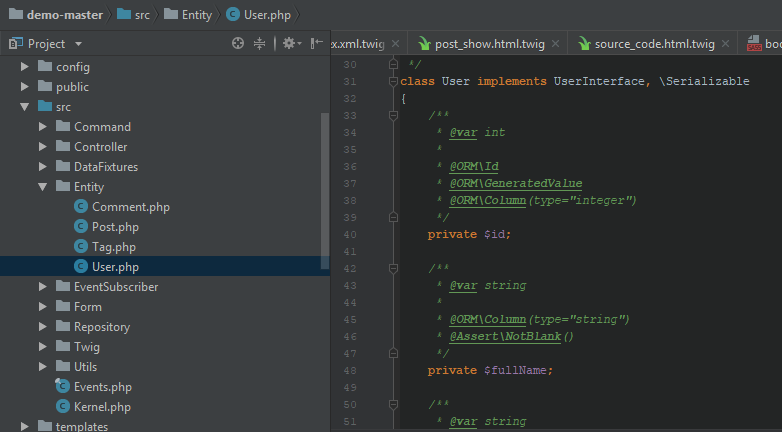 demo-master src Entity User.php
Project
x.xml.twig post_show.html.twig source_code.html.twig
config
public
src
Command
Controller
DataFixtures
Entity
Comment.php
Post.php
Tag.php
User.php
EventSubscriber
Form
Repository
Twig
Utils
Events.php
Kernel.php
templates
30 */
31 class User implements UserInterface, \Serializable
32 {
33 /**
34 * @var int
35 *
36 * @ORM\Id
37 * @ORM\GeneratedValue
38 * @ORM\Column(type="integer")
39 */
40 private $id;
41
42 /**
43 * @var string
44 *
45 * @ORM\Column(type="string")
46 * @Assert\NotBlank()
47 */
48 private $fullName;
49
50 /**
51 * @var string